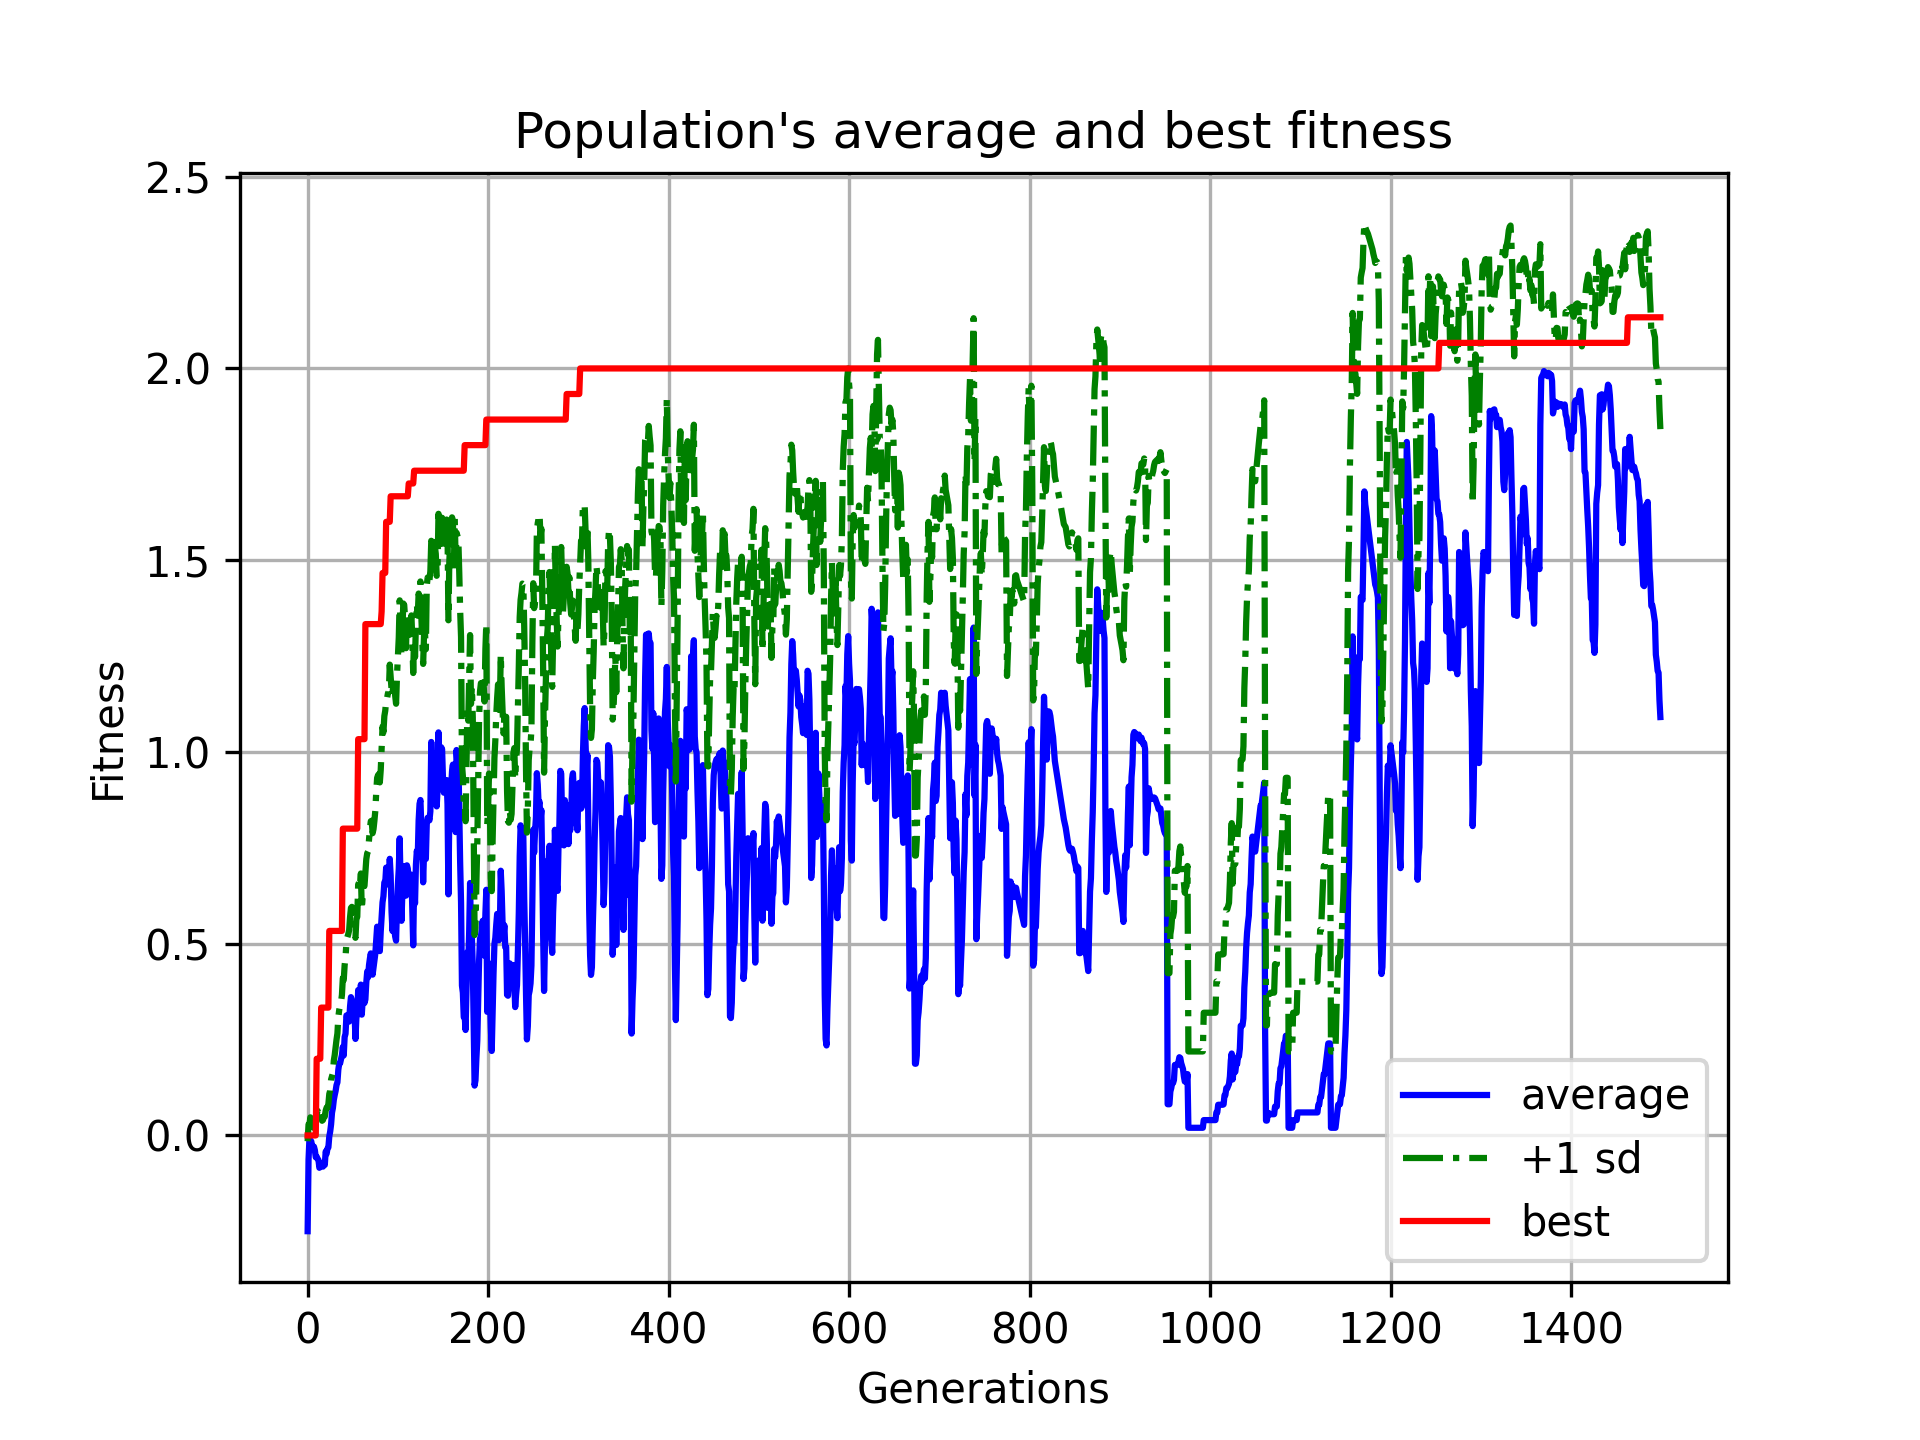 Population's average and best fitness
2.5
2.0
1.5
1.0
0.5
0.0
Fitness
0 200 400 600 800 1000 1200 1400
Generations
average
+1 sd
best